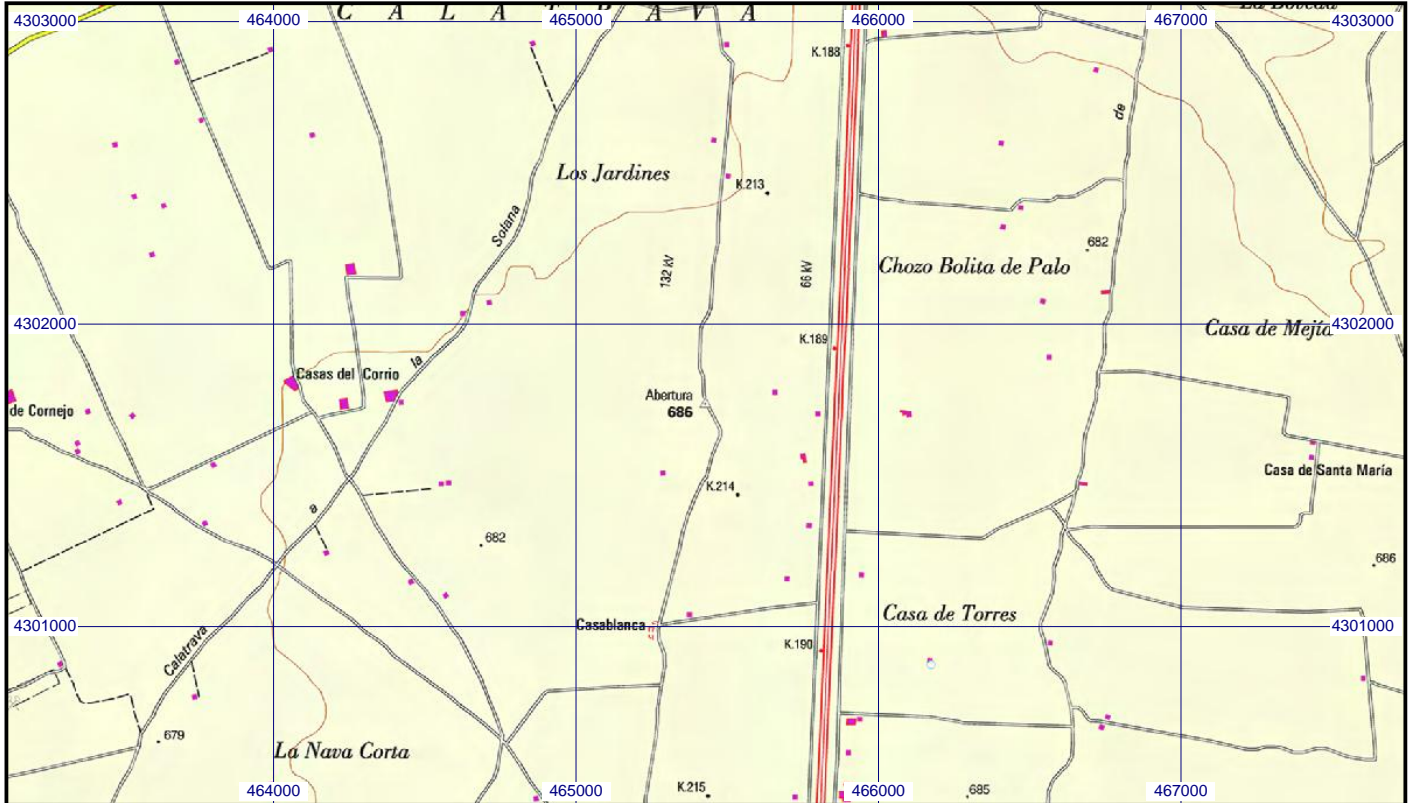 C A L A T R A V A
La Bóveda
4303000 464000 465000 466000 467000 4303000
K.188
de
Los Jardines
K.213
Solana
682
132 kV
66 kV
Chozo Bolita de Palo
4302000 4302000
Casa de Mejía
K.189
la
Casas del Corrio
Abertura
686
de Cornejo
Casa de Santa María
K.214
a
682
686
Casa de Torres
Casablanca
4301000 4301000
Calatrava
K.190
679
La Nava Corta
K.215
685
464000 465000 466000 467000